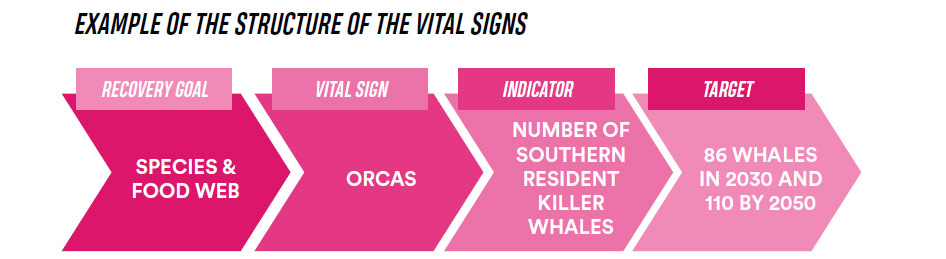 EXAMPLE OF THE STRUCTURE OF THE VITAL SIGNS
RECOVERY GOAL
SPECIES &
FOOD WEB
VITAL SIGN
ORCAS
INDICATOR
NUMBER OF
SOUTHERN
RESIDENT
KILLER
WHALES
TARGET
86 WHALES
IN 2030 AND
110 BY 2050